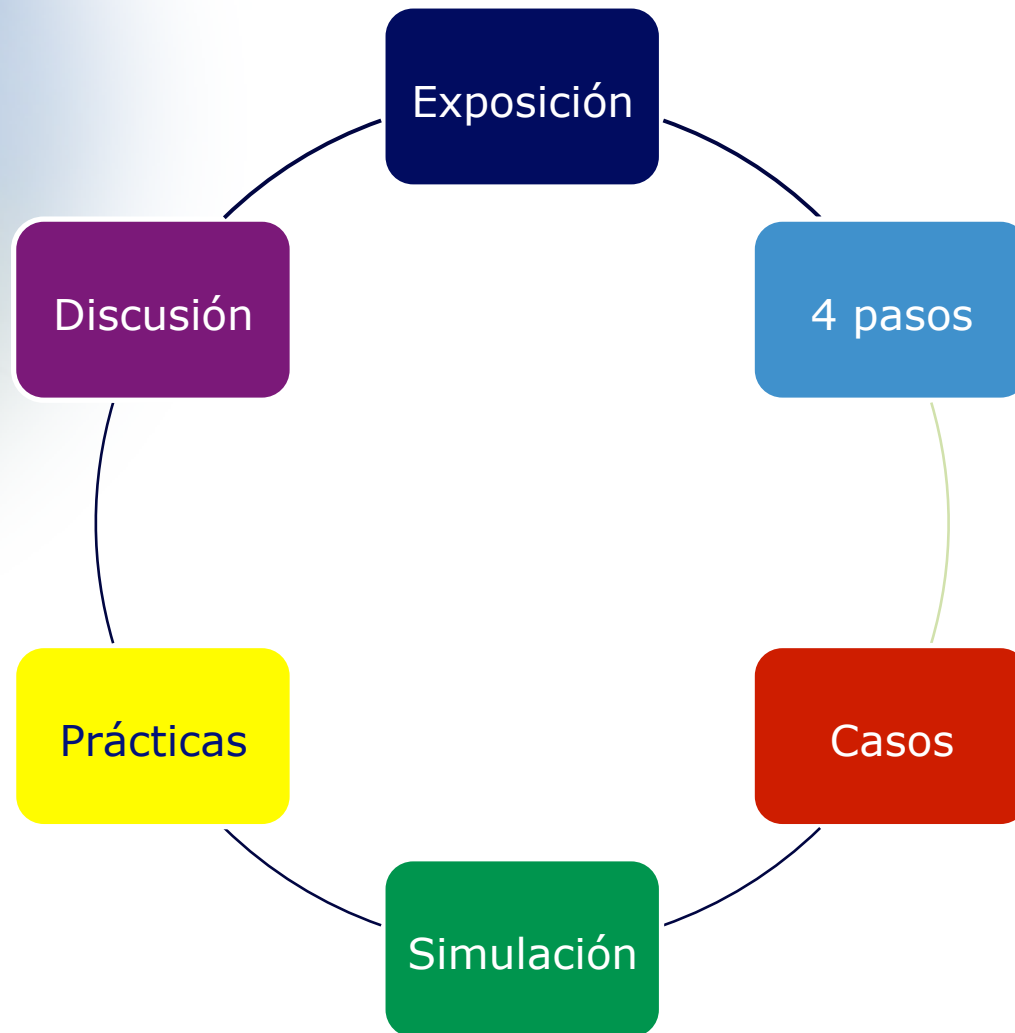 Exposición
4 pasos
Casos
Simulación
Prácticas
Discusión